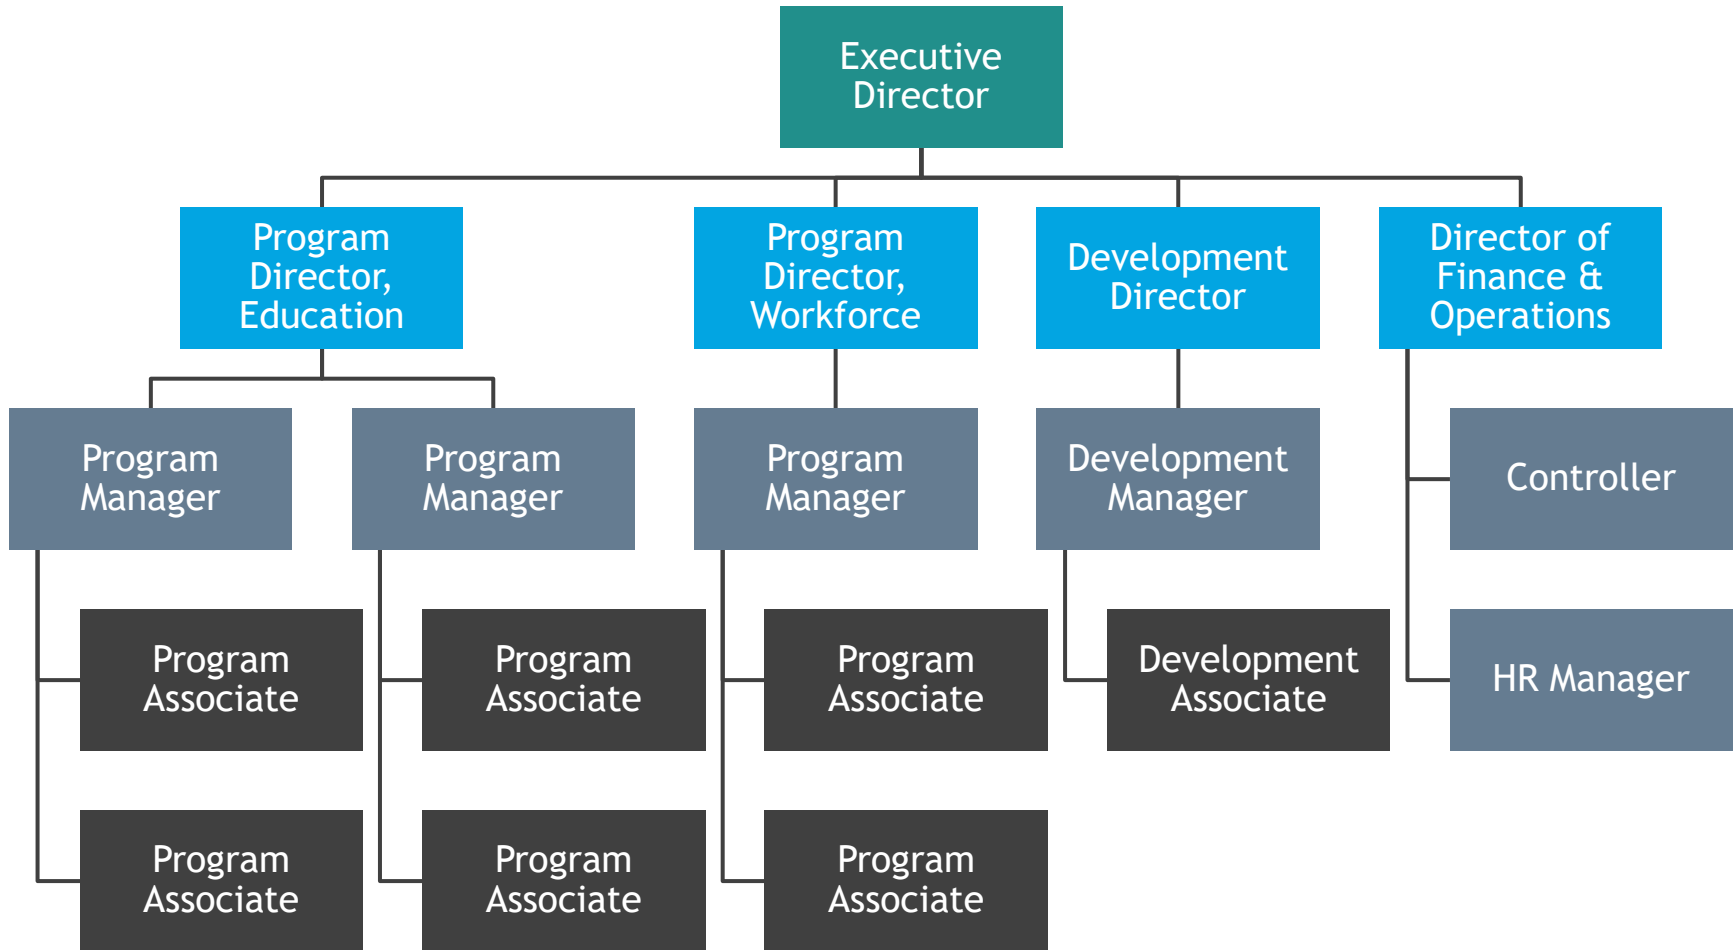 Executive
Director
Program
Director,
Education
Program
Director,
Workforce
Development
Director
Director of
Finance &
Operations
Program
Manager
Program
Manager
Program
Manager
Development
Manager
Controller
Program
Associate
Program
Associate
Program
Associate
Development
Associate
HR Manager
Program
Associate
Program
Associate
Program
Associate